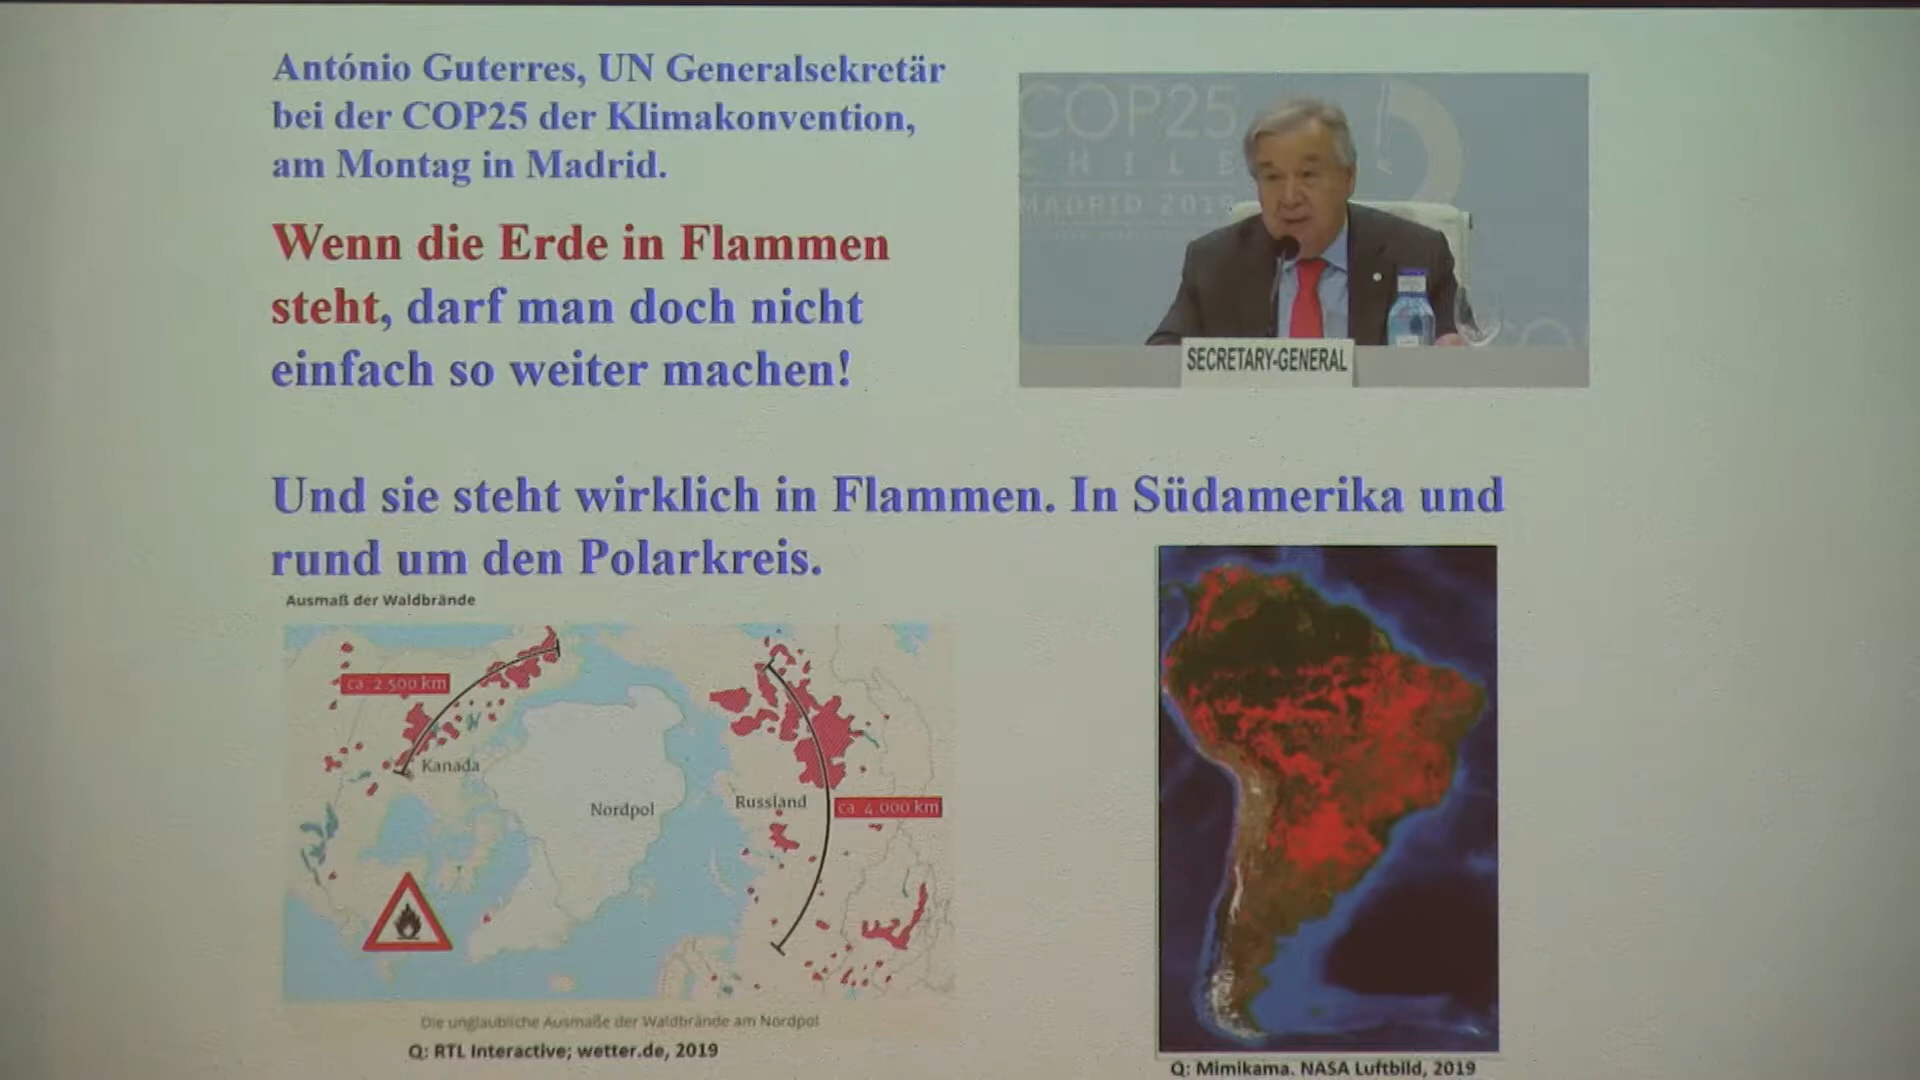 António Guterres, UN Generalsekretär
bei der COP25 der Klimakonvention,
am Montag in Madrid.
Wenn die Erde in Flammen
steht, darf man doch nicht
einfach so weiter machen!
COP25
CHILE
MADRID 2019
SECRETARY-GENERAL
Und sie steht wirklich in Flammen. In Südamerika und
rund um den Polarkreis.
Ausmaß der Waldbrände
ca. 2.500 km
Kanada
Nordpol
Russland
ca. 4.000 km
Die unglaubliche Ausmaße der Waldbrände am Nordpol
Q: RTL Interactive; wetter.de, 2019
Q: Mimikama. NASA Luftbild, 2019